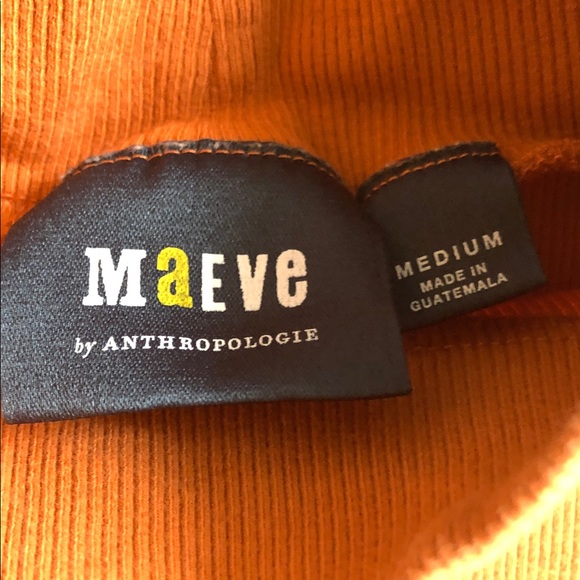 MaEVe
by ANTHROPOLOGIE
MEDIUM
MADE IN
GUATEMALA